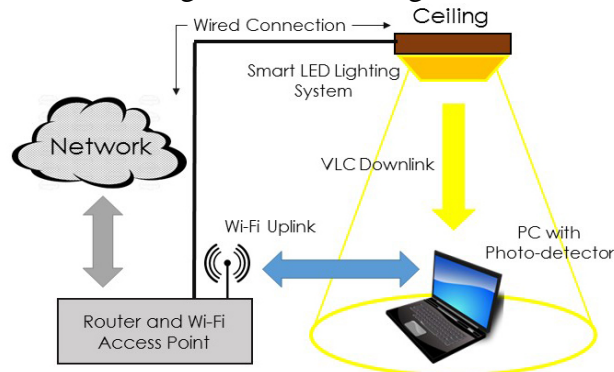 Wired Connection
Ceiling
Smart LED Lighting
System
Network
VLC Downlink
Wi-Fi Uplink
PC with
Photo-detector
Router and Wi-Fi
Access Point